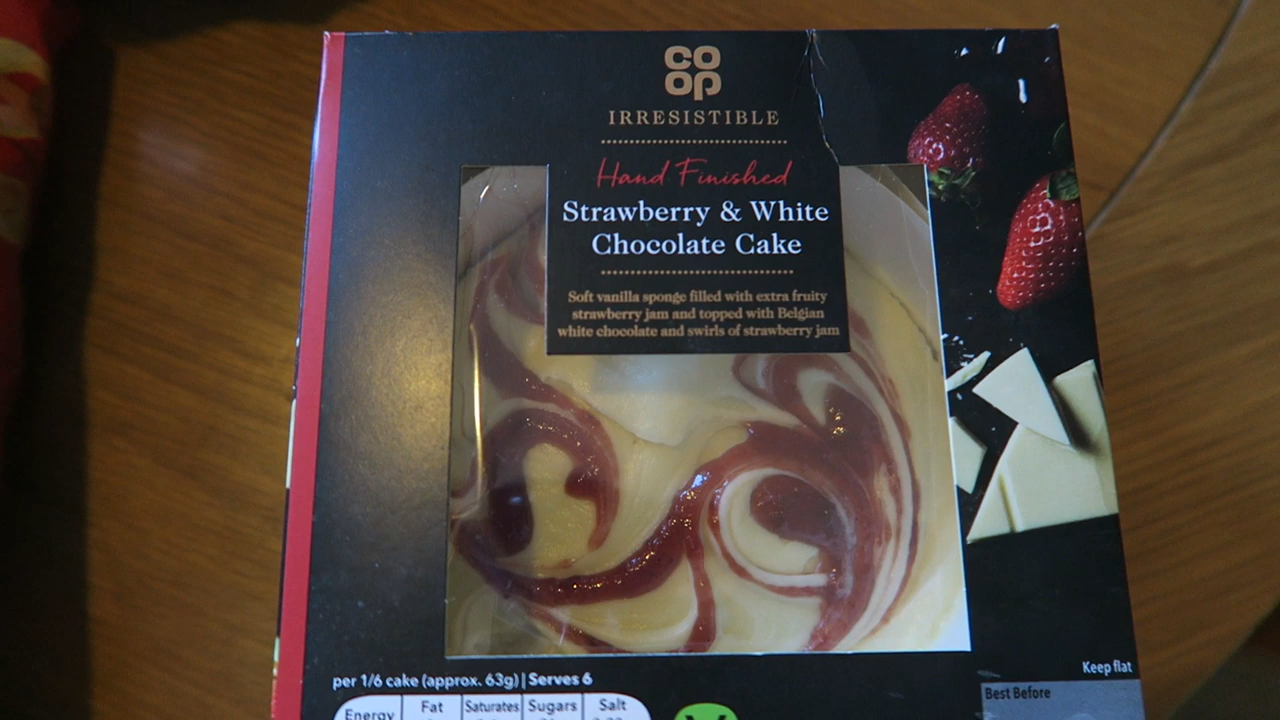 CO
OP
IRRESISTIBLE
Hand Finished
Strawberry & White
Chocolate Cake
Soft vanilla sponge filled with extra fruity
strawberry jam and topped with Belgian
white chocolate and swirls of strawberry jam
Keep flat
per 1/6 cake (approx. 63g) | Serves 6
Best Before
Energy Fat Saturates Sugars Salt